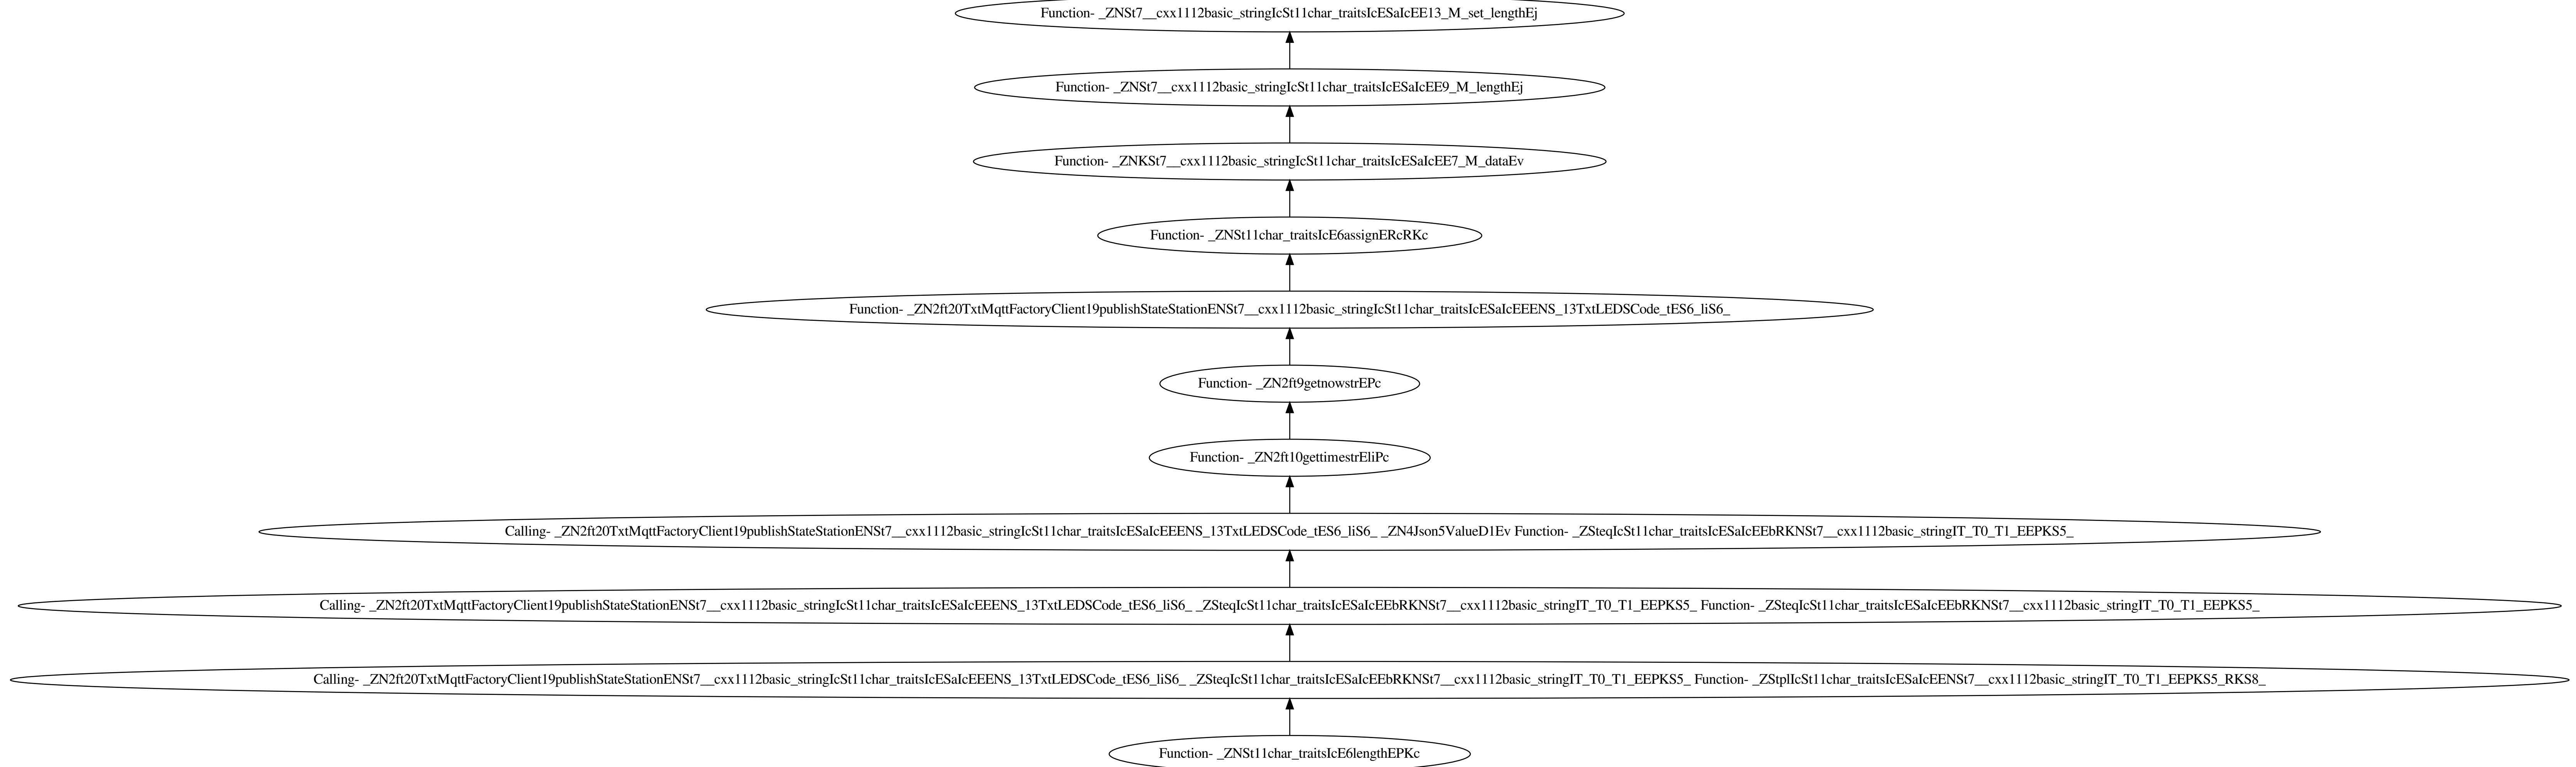 Function- _ZNSt7__cxx1112basic_stringIcSt11char_traitsIcESaIcEE13_M_set_lengthEj
Function- _ZNSt7__cxx1112basic_stringIcSt11char_traitsIcESaIcEE9_M_lengthEj
Function- _ZNKSt7__cxx1112basic_stringIcSt11char_traitsIcESaIcEE7_M_dataEv
Function- _ZNSt11char_traitsIcE6assignERcRKc
Function- _ZN2ft20TxtMqttFactoryClient19publishStateStationENSt7__cxx1112basic_stringIcSt11char_traitsIcESaIcEEENS_13TxtLEDSCode_tES6_liS6_
Function- _ZN2ft9getnowstrEPc
Function- _ZN2ft10gettimestrEliPc
Calling- _ZN2ft20TxtMqttFactoryClient19publishStateStationENSt7__cxx1112basic_stringIcSt11char_traitsIcESaIcEEENS_13TxtLEDSCode_tES6_liS6_ _ZN4Json5ValueD1Ev Function- _ZSteqIcSt11char_traitsIcESaIcEEbRKNSt7__cxx1112basic_stringIT_T0_T1_EEPKS5_
Calling- _ZN2ft20TxtMqttFactoryClient19publishStateStationENSt7__cxx1112basic_stringIcSt11char_traitsIcESaIcEEENS_13TxtLEDSCode_tES6_liS6_ _ZSteqIcSt11char_traitsIcESaIcEEbRKNSt7__cxx1112basic_stringIT_T0_T1_EEPKS5_ Function- _ZSteqIcSt11char_traitsIcESaIcEEbRKNSt7__cxx1112basic_stringIT_T0_T1_EEPKS5_
Calling- _ZN2ft20TxtMqttFactoryClient19publishStateStationENSt7__cxx1112basic_stringIcSt11char_traitsIcESaIcEEENS_13TxtLEDSCode_tES6_liS6_ _ZSteqIcSt11char_traitsIcESaIcEEbRKNSt7__cxx1112basic_stringIT_T0_T1_EEPKS5_ Function- _ZStplIcSt11char_traitsIcESaIcEENSt7__cxx1112basic_stringIT_T0_T1_EEPKS5_RKS8_
Function- _ZNSt11char_traitsIcE6lengthEPKc